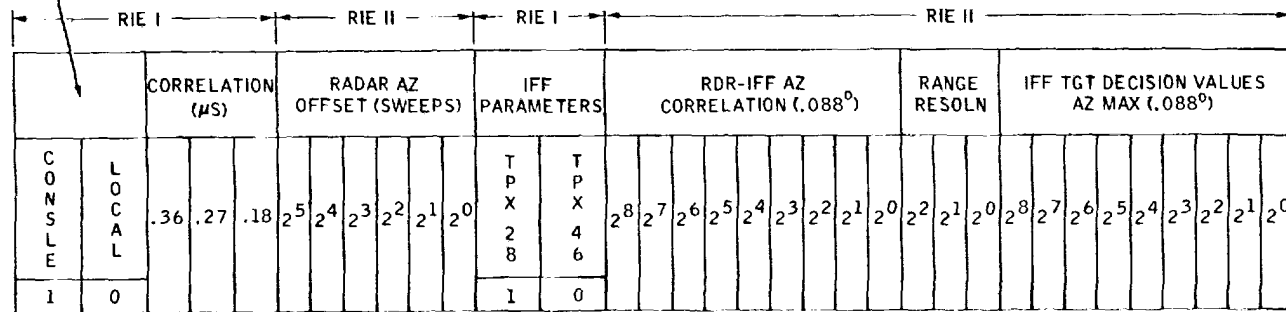 RIE I RIE II RIE I RIE II
CORRELATION (µS)
RADAR AZ OFFSET (SWEEPS)
IFF PARAMETERS
RDR-IFF AZ CORRELATION (.088⁰)
RANGE RESOLN
IFF TGT DECISION VALUES AZ MAX (.088⁰)
CONSLE
LOCAL
.36 .27 .18
2⁵ 2⁴ 2³ 2² 2¹ 2⁰
TPX 28
TPX 46
2⁸ 2⁷ 2⁶ 2⁵ 2⁴ 2³ 2² 2¹ 2⁰
2² 2¹ 2⁰
2⁸ 2⁷ 2⁶ 2⁵ 2⁴ 2³ 2² 2¹ 2⁰
1 0
1 0